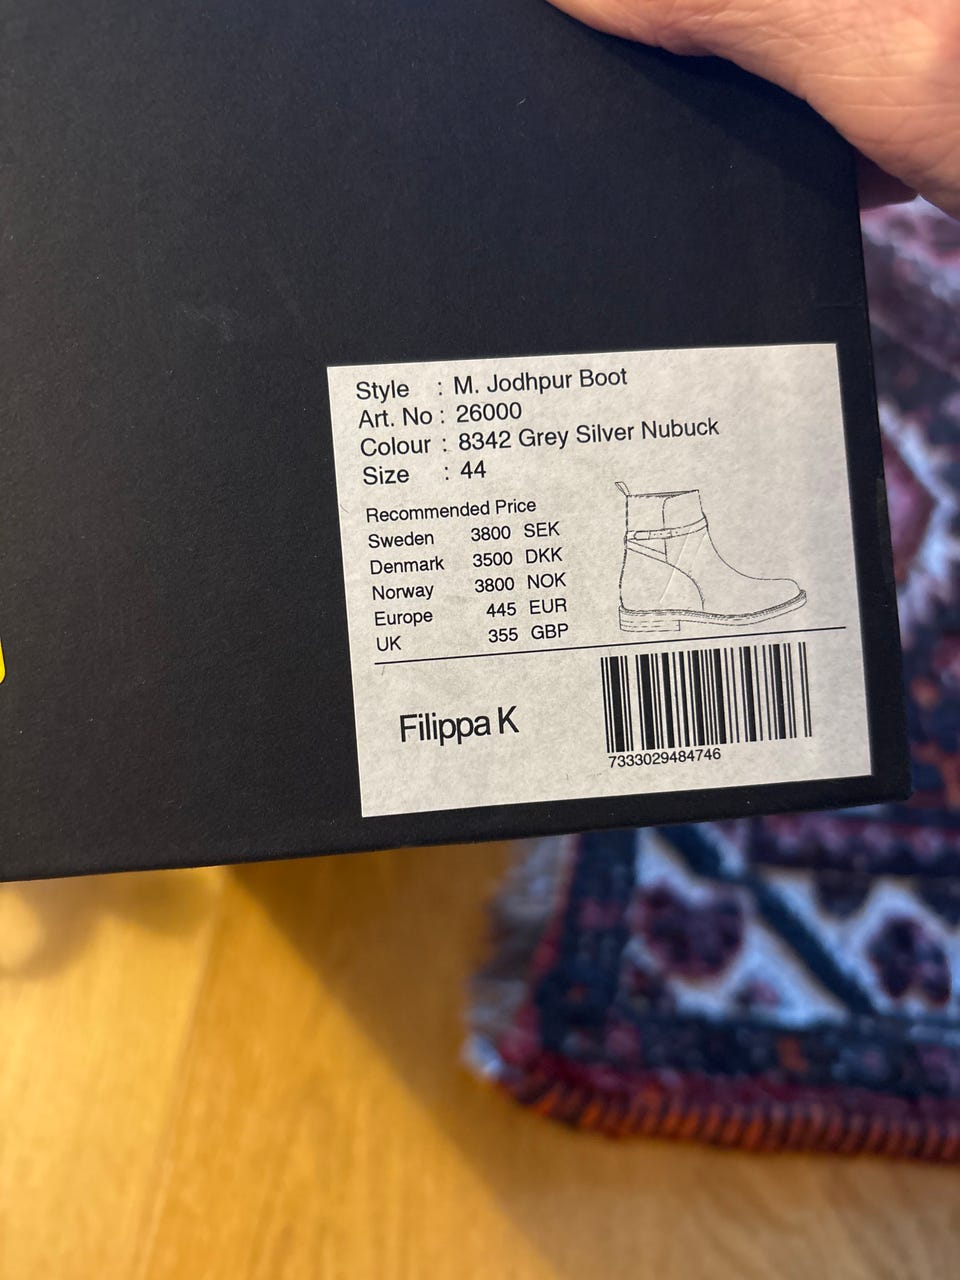 Style : M. Jodhpur Boot
Art. No : 26000
Colour : 8342 Grey Silver Nubuck
Size : 44
Recommended Price
Sweden 3800 SEK
Denmark 3500 DKK
Norway 3800 NOK
Europe 445 EUR
UK 355 GBP
Filippa K
7333029484746